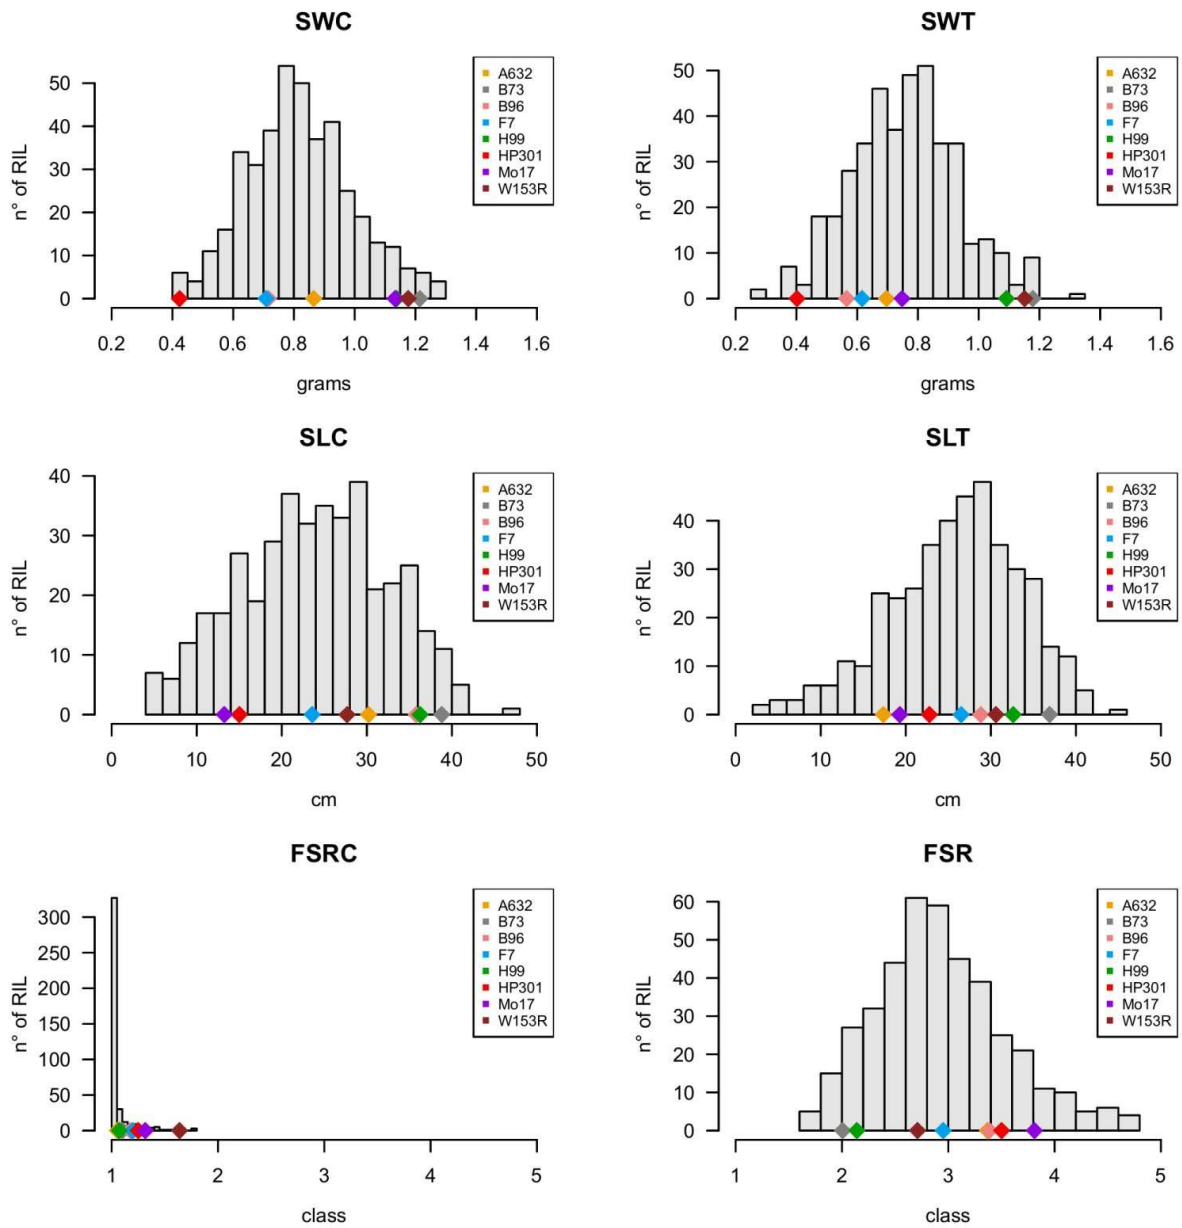 SWC
n° of RIL
50
40
30
20
10
0
0.2 0.4 0.6 0.8 1.0 1.2 1.4 1.6
grams
A632
B73
B96
F7
H99
HP301
Mo17
W153R
SWT
n° of RIL
50
40
30
20
10
0
0.2 0.4 0.6 0.8 1.0 1.2 1.4 1.6
grams
A632
B73
B96
F7
H99
HP301
Mo17
W153R
SLC
n° of RIL
40
30
20
10
0
0 10 20 30 40 50
cm
A632
B73
B96
F7
H99
HP301
Mo17
W153R
SLT
n° of RIL
40
30
20
10
0
0 10 20 30 40 50
cm
A632
B73
B96
F7
H99
HP301
Mo17
W153R
FSRC
n° of RIL
300
250
200
150
100
50
0
1 2 3 4 5
class
A632
B73
B96
F7
H99
HP301
Mo17
W153R
FSR
n° of RIL
60
50
40
30
20
10
0
1 2 3 4 5
class
A632
B73
B96
F7
H99
HP301
Mo17
W153R